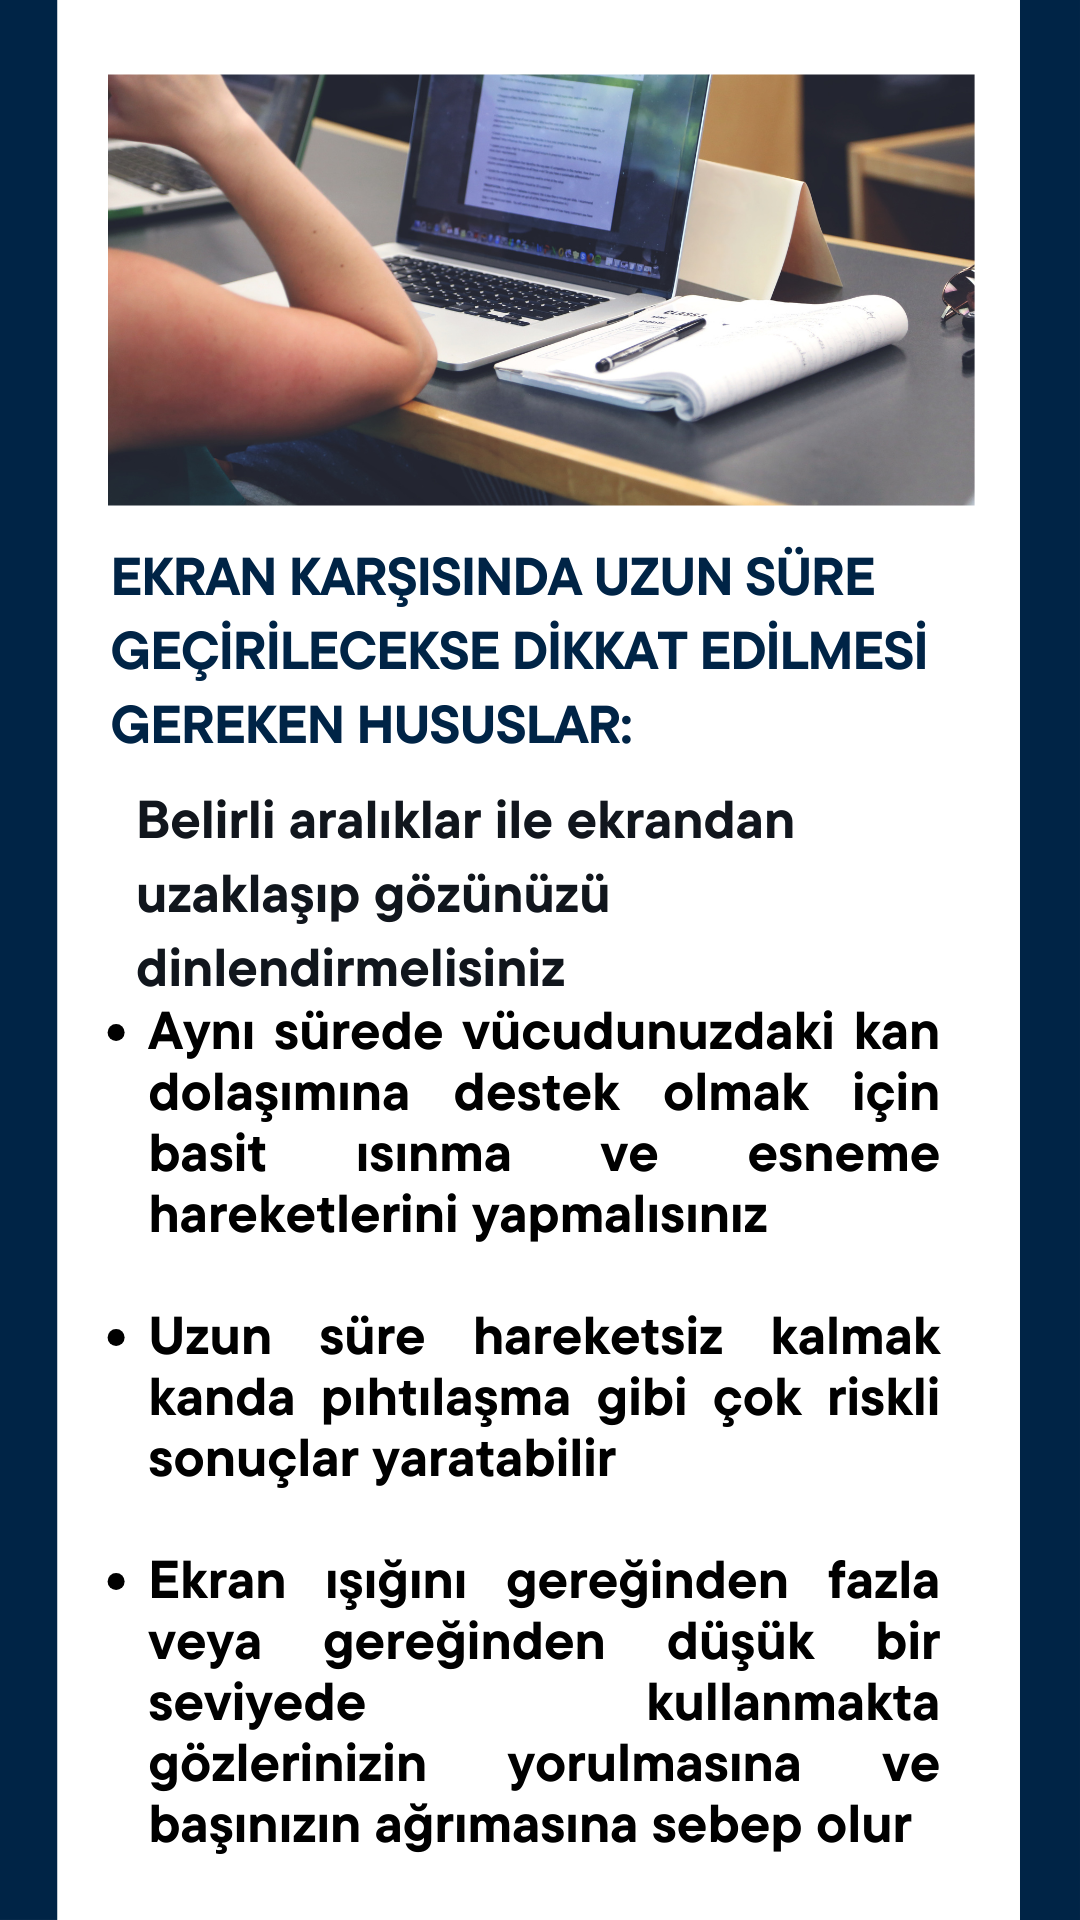 EKRAN KARŞISINDA UZUN SÜRE
GEÇİRİLECEKSE DİKKAT EDİLMESİ
GEREKEN HUSUSLAR:
Belirli aralıklar ile ekrandan
uzaklaşıp gözünüzü
dinlendirmelisiniz
• Aynı sürede vücudunuzdaki kan
dolaşımına destek olmak için
basit ısınma ve esneme
hareketlerini yapmalısınız
• Uzun süre hareketsiz kalmak
kanda pıhtılaşma gibi çok riskli
sonuçlar yaratabilir
• Ekran ışığını gereğinden fazla
veya gereğinden düşük bir
seviyede kullanmakta
gözlerinizin yorulmasına ve
başınızın ağrımasına sebep olur